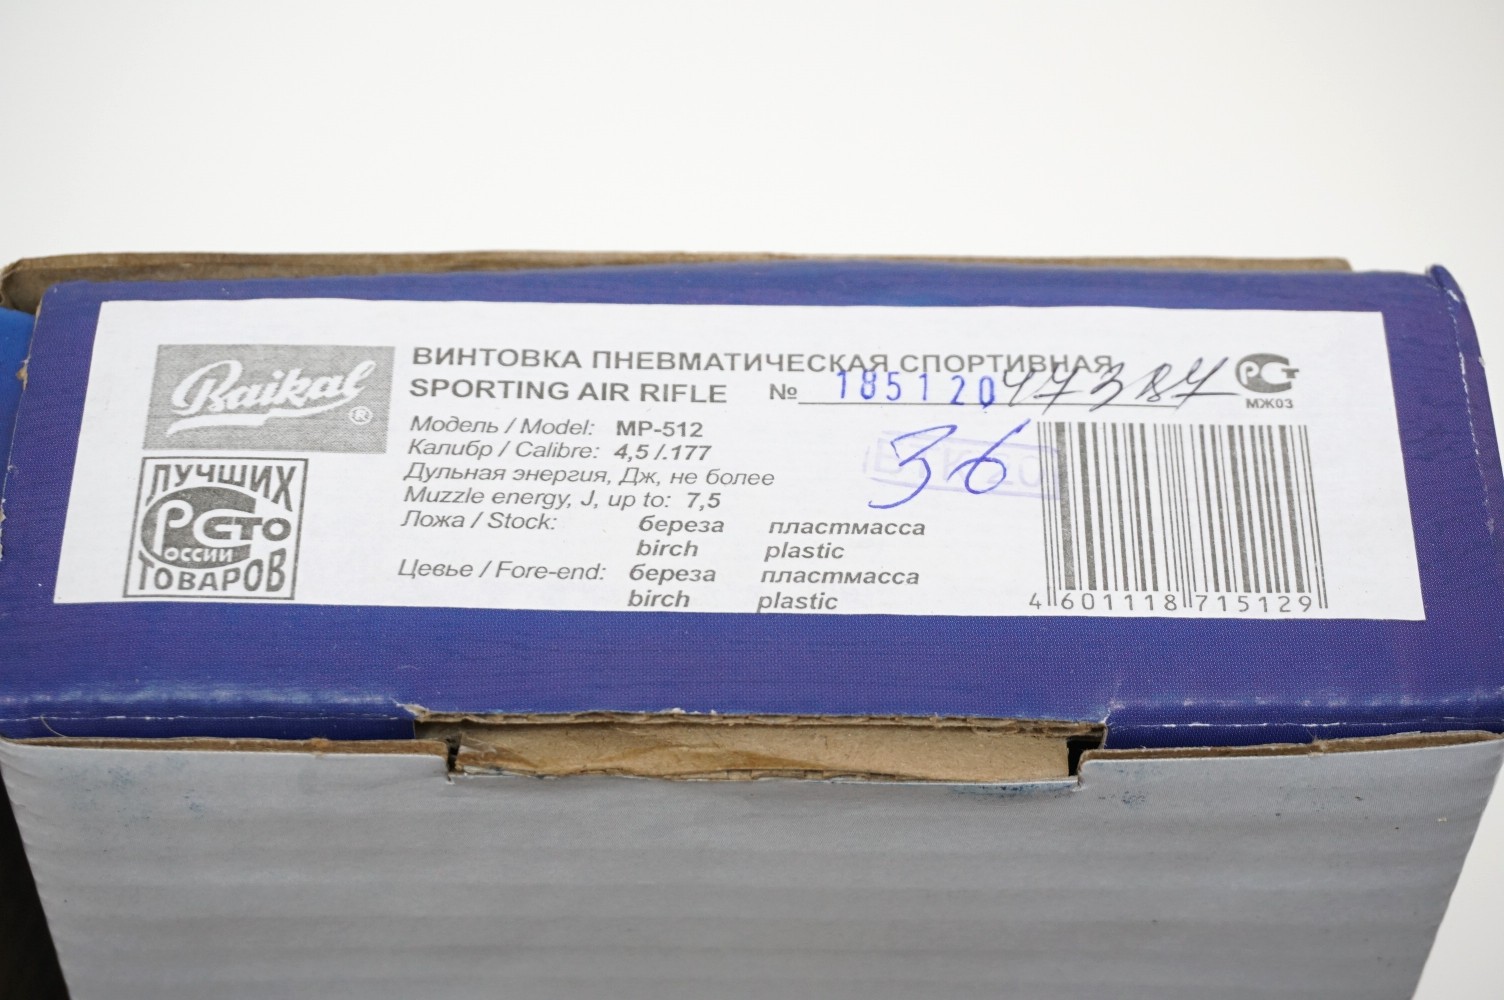 Baikal ®
ЛУЧШИХ
РСТ
СТО
РОССИИ
ТОВАРОВ
ВИНТОВКА ПНЕВМАТИЧЕСКАЯ СПОРТИВНАЯ
SPORTING AIR RIFLE № 185120
МЖ03
Модель / Model: MP-512
Калибр / Calibre: 4,5 /.177
Дульная энергия, Дж, не более
Muzzle energy, J, up to: 7,5
Ложа / Stock: береза пластмасса
birch plastic
Цевье / Fore-end: береза пластмасса
birch plastic
36
4 601118 715129